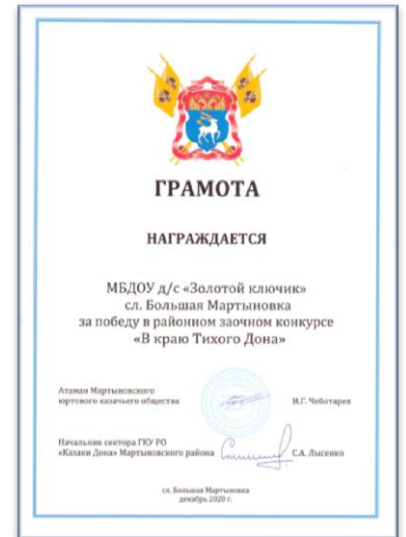 ГРАМОТА
НАГРАЖДАЕТСЯ
МБДОУ д/с «Золотой ключик»
сл. Большая Мартыновка
за победу в районном заочном конкурсе
«В краю Тихого Дона»
Атаман Мартыновского
юртового казачьего общества И.Г. Чеботарев
Начальник сектора ГКУ РО
«Казаки Дона» Мартыновского района С.А. Лысенко
сл. Большая Мартыновка
декабрь 2020 г.